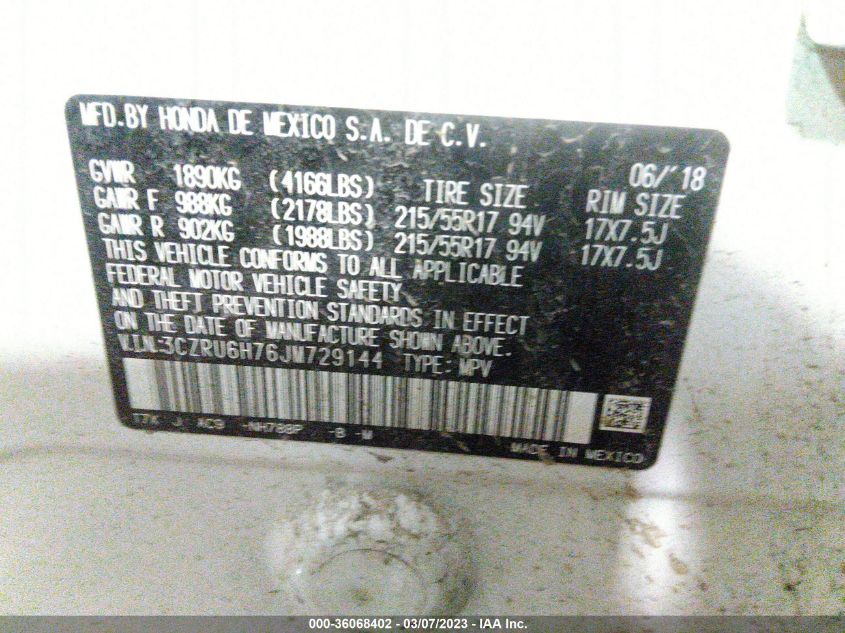 MFD.BY HONDA DE MEXICO S.A. DE C.V.
06/'18
GVWR 1890KG (4166LBS) TIRE SIZE RIM SIZE
GAWR F 988KG (2178LBS) 215/55R17 94V 17X7.5J
GAWR R 902KG (1988LBS) 215/55R17 94V 17X7.5J
THIS VEHICLE CONFORMS TO ALL APPLICABLE
FEDERAL MOTOR VEHICLE SAFETY
AND THEFT PREVENTION STANDARDS IN EFFECT
ON THE DATE OF MANUFACTURE SHOWN ABOVE.
V.I.N.:3CZRU6H76JM729144 TYPE: MPV
T7X J AC9 -NH788P -B -W
MADE IN MEXICO
000-36068402 - 03/07/2023 - IAA Inc.